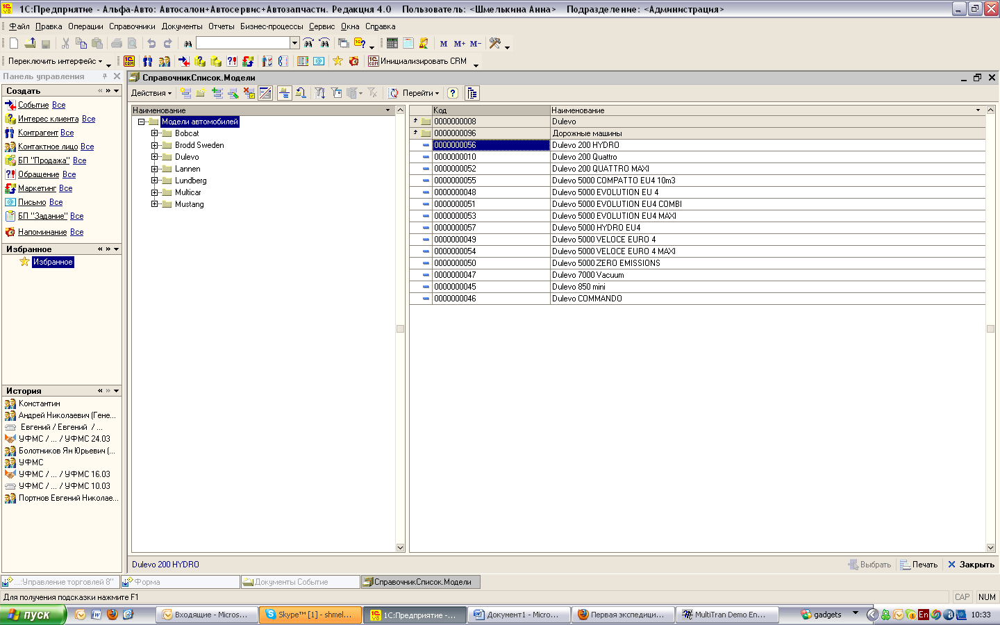 1С:Предприятие - Альфа-Авто: Автосалон+Автосервис+Автозапчасти. Редакция 4.0    Пользователь: <Шмелькина Анна>    Подразделение: <Администрация>
Файл Правка Операции Справочники Документы Отчеты Бизнес-процессы Сервис Окна Справка
M M+ M-
Переключить интерфейс Инициализировать CRM
Панель управления
СправочникСписок.Модели
Создать
Действия Перейти
Событие Все
Интерес клиента Все
Контрагент Все
Контактное лицо Все
БП "Продажа" Все
Обращение Все
Маркетинг Все
Письмо Все
БП "Задание" Все
Напоминание Все
Избранное
Избранное
История
Константин
Андрей Николаевич (Гене...
Евгений / Евгений / ...
УФМС / ... / УФМС 24.03
Болотников Ян Юрьевич (...
УФМС
УФМС / ... / УФМС 16.03
УФМС / ... / УФМС 10.03
Портнов Евгений Николае...
Наименование
Модели автомобилей
Bobcat
Brodd Sweden
Dulevo
Lannen
Lundberg
Multicar
Mustang
Код Наименование
0000000008 Dulevo
0000000096 Дорожные машины
0000000056 Dulevo 200 HYDRO
0000000010 Dulevo 200 Quattro
0000000052 Dulevo 200 QUATTRO MAXI
0000000055 Dulevo 5000 COMPATTO EU4 10m3
0000000048 Dulevo 5000 EVOLUTION EU 4
0000000051 Dulevo 5000 EVOLUTION EU4 COMBI
0000000053 Dulevo 5000 EVOLUTION EU4 MAXI
0000000057 Dulevo 5000 HYDRO EU4
0000000049 Dulevo 5000 VELOCE EURO 4
0000000054 Dulevo 5000 VELOCE EURO 4 MAXI
0000000050 Dulevo 5000 ZERO EMISSIONS
0000000047 Dulevo 7000 Vacuum
0000000045 Dulevo 850 mini
0000000046 Dulevo COMMANDO
Dulevo 200 HYDRO Выбрать Печать Закрыть
...:Управление торговлей 8" Форма Документы Событие СправочникСписок.Модели
Для получения подсказки нажмите F1 CAP NUM
пуск Входящие - Micros... Skype™ [1] - shmel... 1С:Предприятие -... Документ1 - Micro... Первая экспедици... MultiTran Demo En... gadgets En 10:33